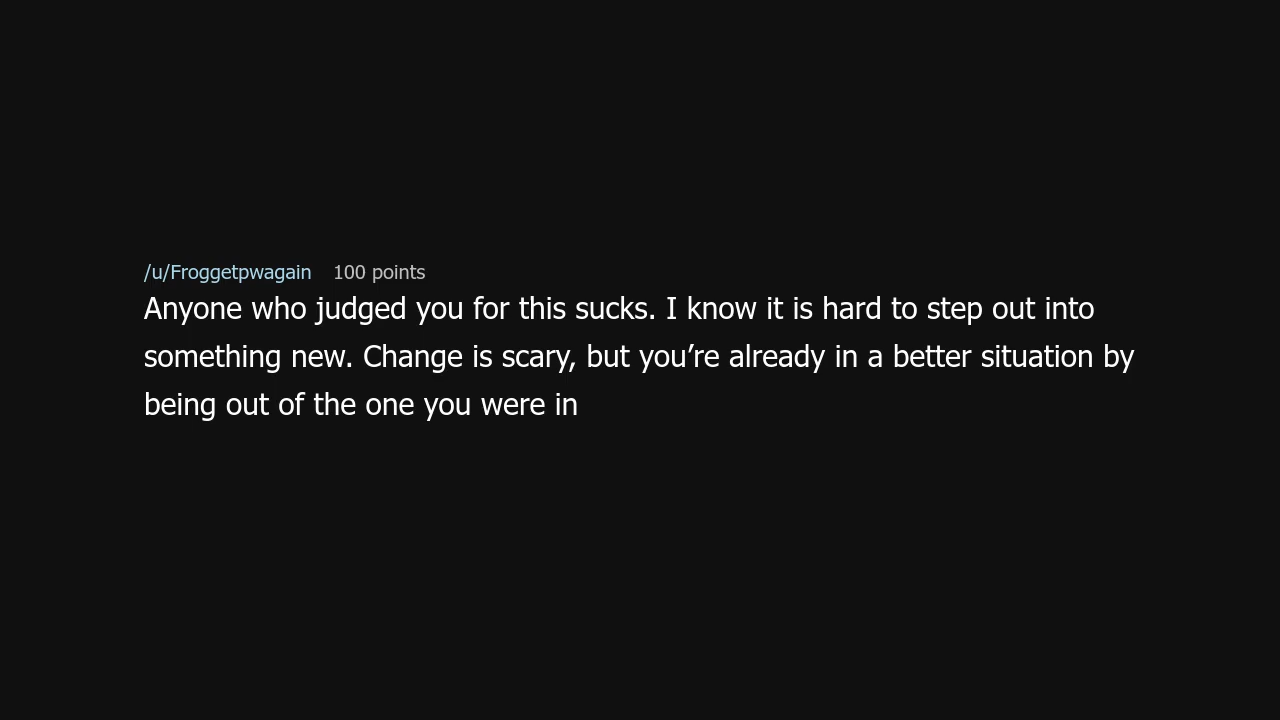 /u/Froggetpwagain 100 points
Anyone who judged you for this sucks. I know it is hard to step out into
something new. Change is scary, but you’re already in a better situation by
being out of the one you were in